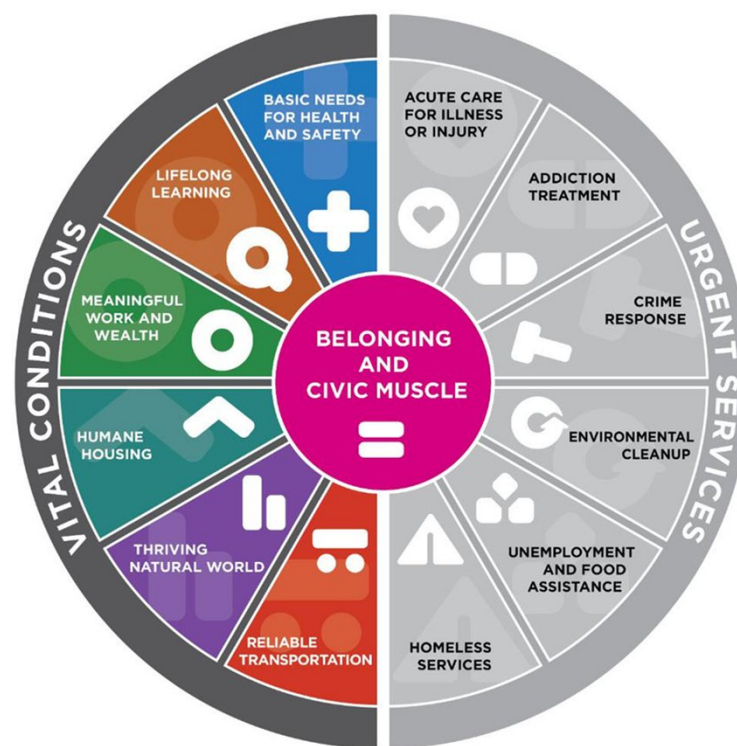 VITAL CONDITIONS
BASIC NEEDS
FOR HEALTH
AND SAFETY
LIFELONG
LEARNING
MEANINGFUL
WORK AND
WEALTH
HUMANE
HOUSING
THRIVING
NATURAL WORLD
RELIABLE
TRANSPORTATION
BELONGING
AND
CIVIC MUSCLE
URGENT SERVICES
ACUTE CARE
FOR ILLNESS
OR INJURY
ADDICTION
TREATMENT
CRIME
RESPONSE
ENVIRONMENTAL
CLEANUP
UNEMPLOYMENT
AND FOOD
ASSISTANCE
HOMELESS
SERVICES